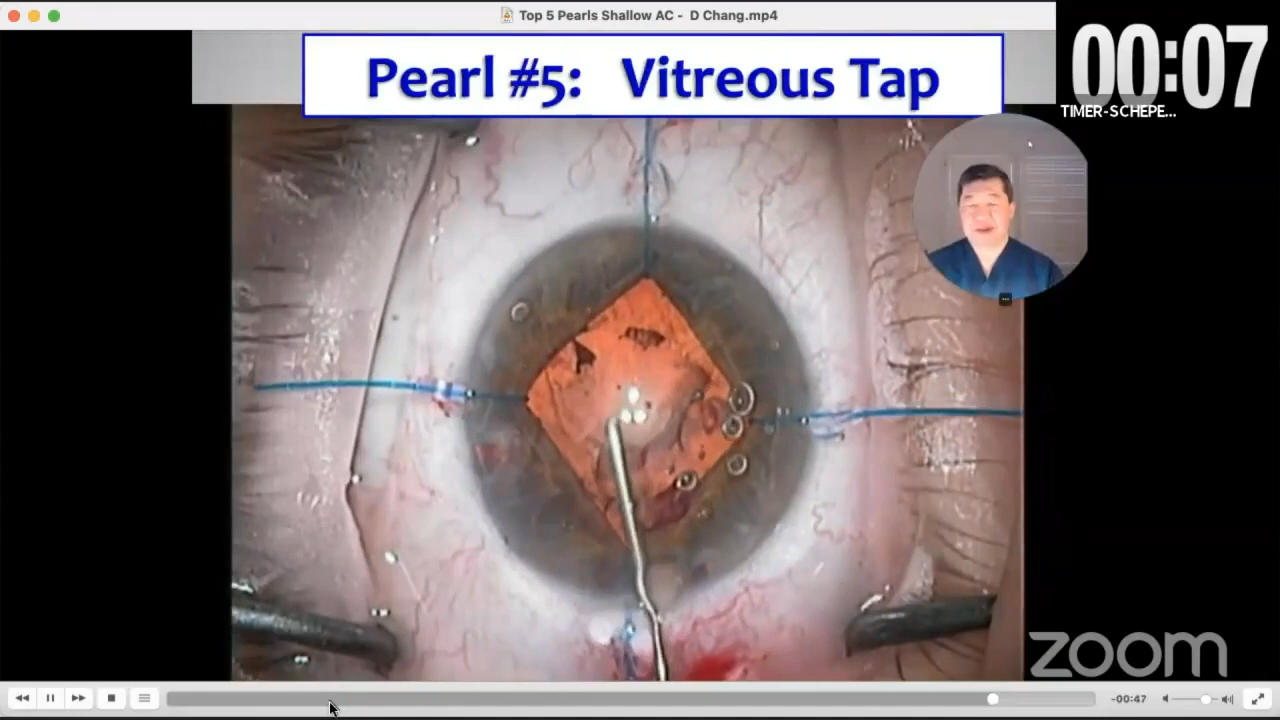 Top 5 Pearls Shallow AC - D Chang.mp4
00:07
TIMER-SCHEPE...
Pearl #5: Vitreous Tap
zoom
-00:47